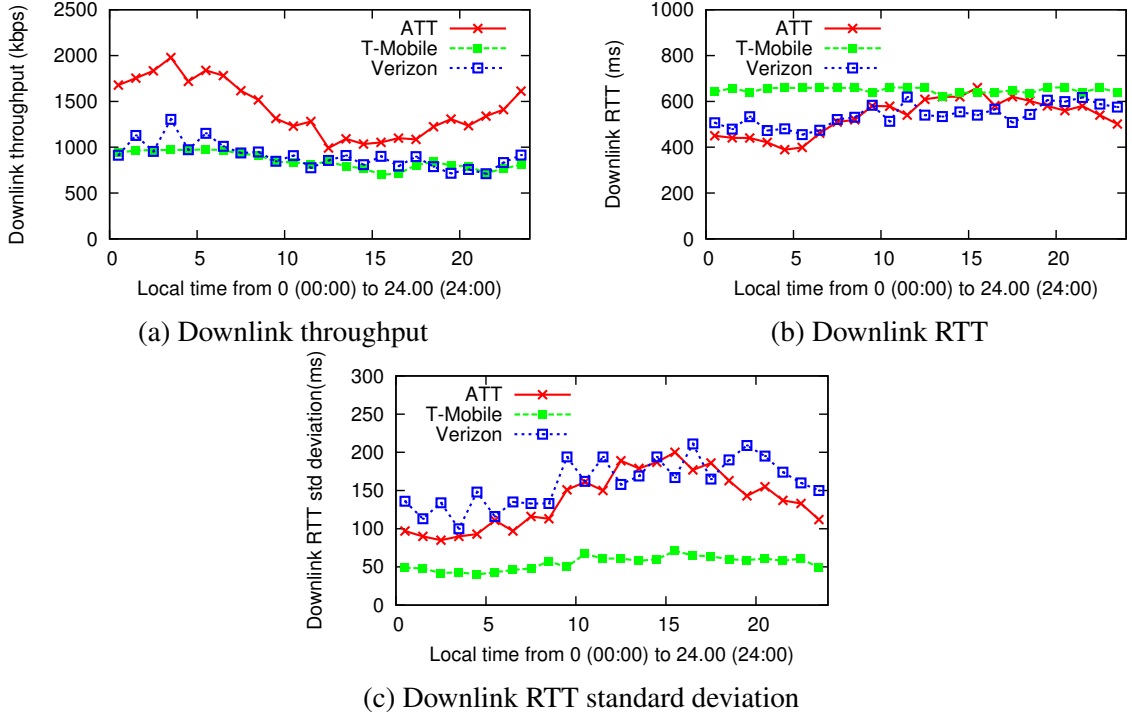 Downlink throughput (kbps)
2500
2000
1500
1000
500
0
ATT
T-Mobile
Verizon
0 5 10 15 20
Local time from 0 (00:00) to 24.00 (24:00)
(a) Downlink throughput
Downlink RTT (ms)
1000
800
600
400
200
0
ATT
T-Mobile
Verizon
0 5 10 15 20
Local time from 0 (00:00) to 24.00 (24:00)
(b) Downlink RTT
Downlink RTT std deviation(ms)
300
250
200
150
100
50
0
ATT
T-Mobile
Verizon
0 5 10 15 20
Local time from 0 (00:00) to 24.00 (24:00)
(c) Downlink RTT standard deviation